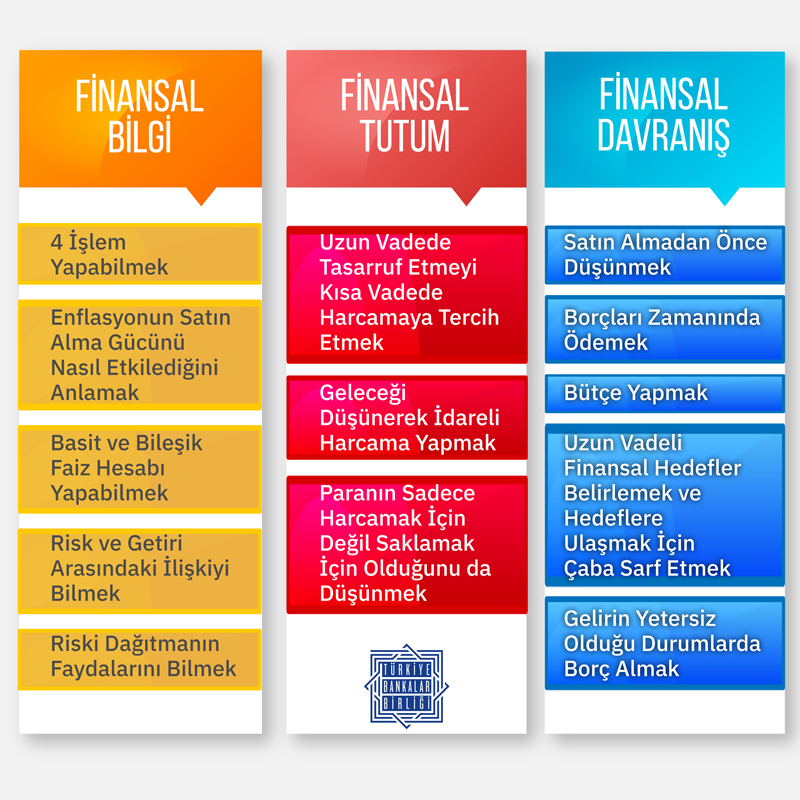 FİNANSAL
BİLGİ
4 İşlem
Yapabilmek
Enflasyonun Satın
Alma Gücünü
Nasıl Etkilediğini
Anlamak
Basit ve Bileşik
Faiz Hesabı
Yapabilmek
Risk ve Getiri
Arasındaki İlişkiyi
Bilmek
Riski Dağıtmanın
Faydalarını Bilmek
FİNANSAL
TUTUM
Uzun Vadede
Tasarruf Etmeyi
Kısa Vadede
Harcamaya Tercih
Etmek
Geleceği
Düşünerek İdareli
Harcama Yapmak
Paranın Sadece
Harcamak İçin
Değil Saklamak
İçin Olduğunu da
Düşünmek
TÜRKİYE
BANKALAR
BİRLİĞİ
FİNANSAL
DAVRANIŞ
Satın Almadan Önce
Düşünmek
Borçları Zamanında
Ödemek
Bütçe Yapmak
Uzun Vadeli
Finansal Hedefler
Belirlemek ve
Hedeflere
Ulaşmak İçin
Çaba Sarf Etmek
Gelirin Yetersiz
Olduğu Durumlarda
Borç Almak